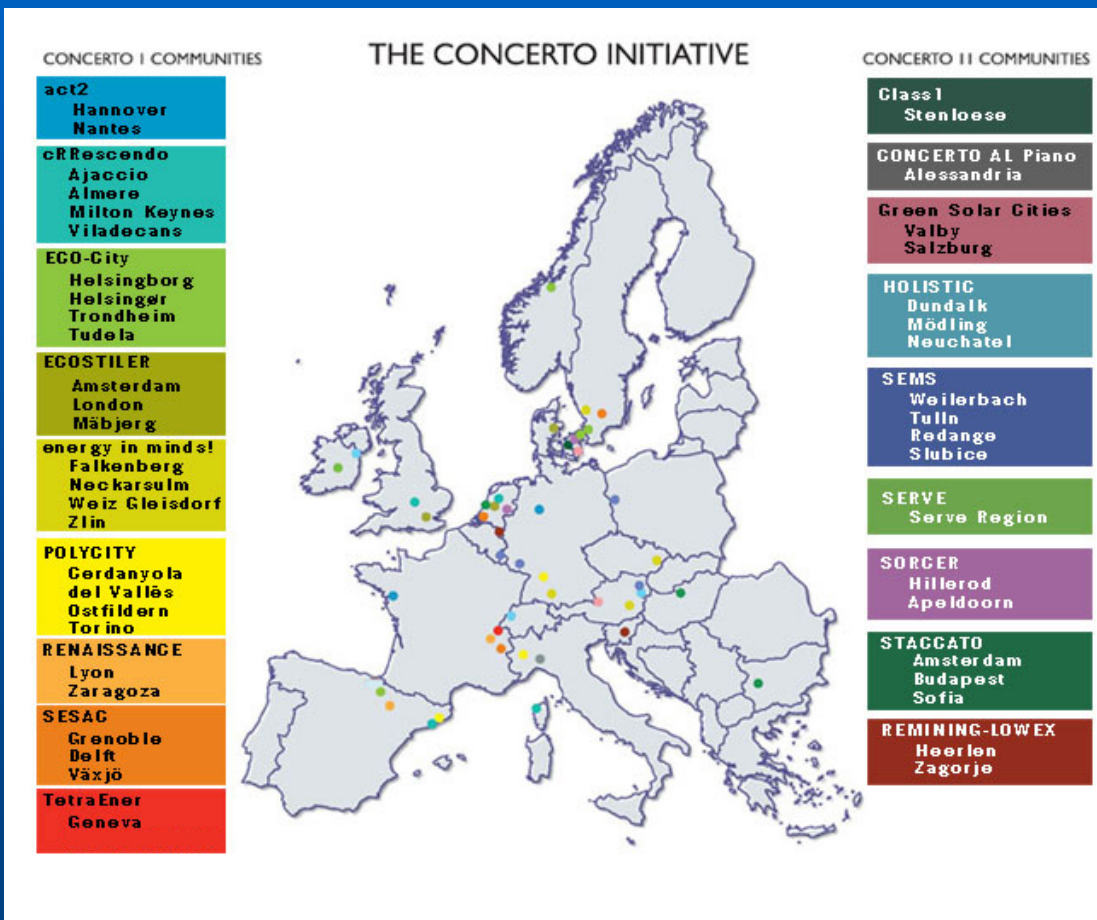 THE CONCERTO INITIATIVE
CONCERTO I COMMUNITIES
act2
Hannover
Nantes
cRRescendo
Ajaccio
Almere
Milton Keynes
Viladecans
ECO-City
Helsingborg
Helsingør
Trondheim
Tudela
ECOSTILER
Amsterdam
London
Mäbjerg
energy in minds!
Falkenberg
Neckarsulm
Weiz Gleisdorf
Zlin
POLYCITY
Cerdanyola
del Vallès
Ostfildern
Torino
RENAISSANCE
Lyon
Zaragoza
SESAC
Grenoble
Delft
Växjö
TetraEner
Geneva
CONCERTO II COMMUNITIES
Class1
Stenloese
CONCERTO AL Piano
Alessandria
Green Solar Cities
Valby
Salzburg
HOLISTIC
Dundalk
Mödling
Neuchatel
SEMS
Weilerbach
Tulln
Redange
Slubice
SERVE
Serve Region
SORCER
Hillerod
Apeldoorn
STACCATO
Amsterdam
Budapest
Sofia
REMINING-LOWEX
Heerlen
Zagorje